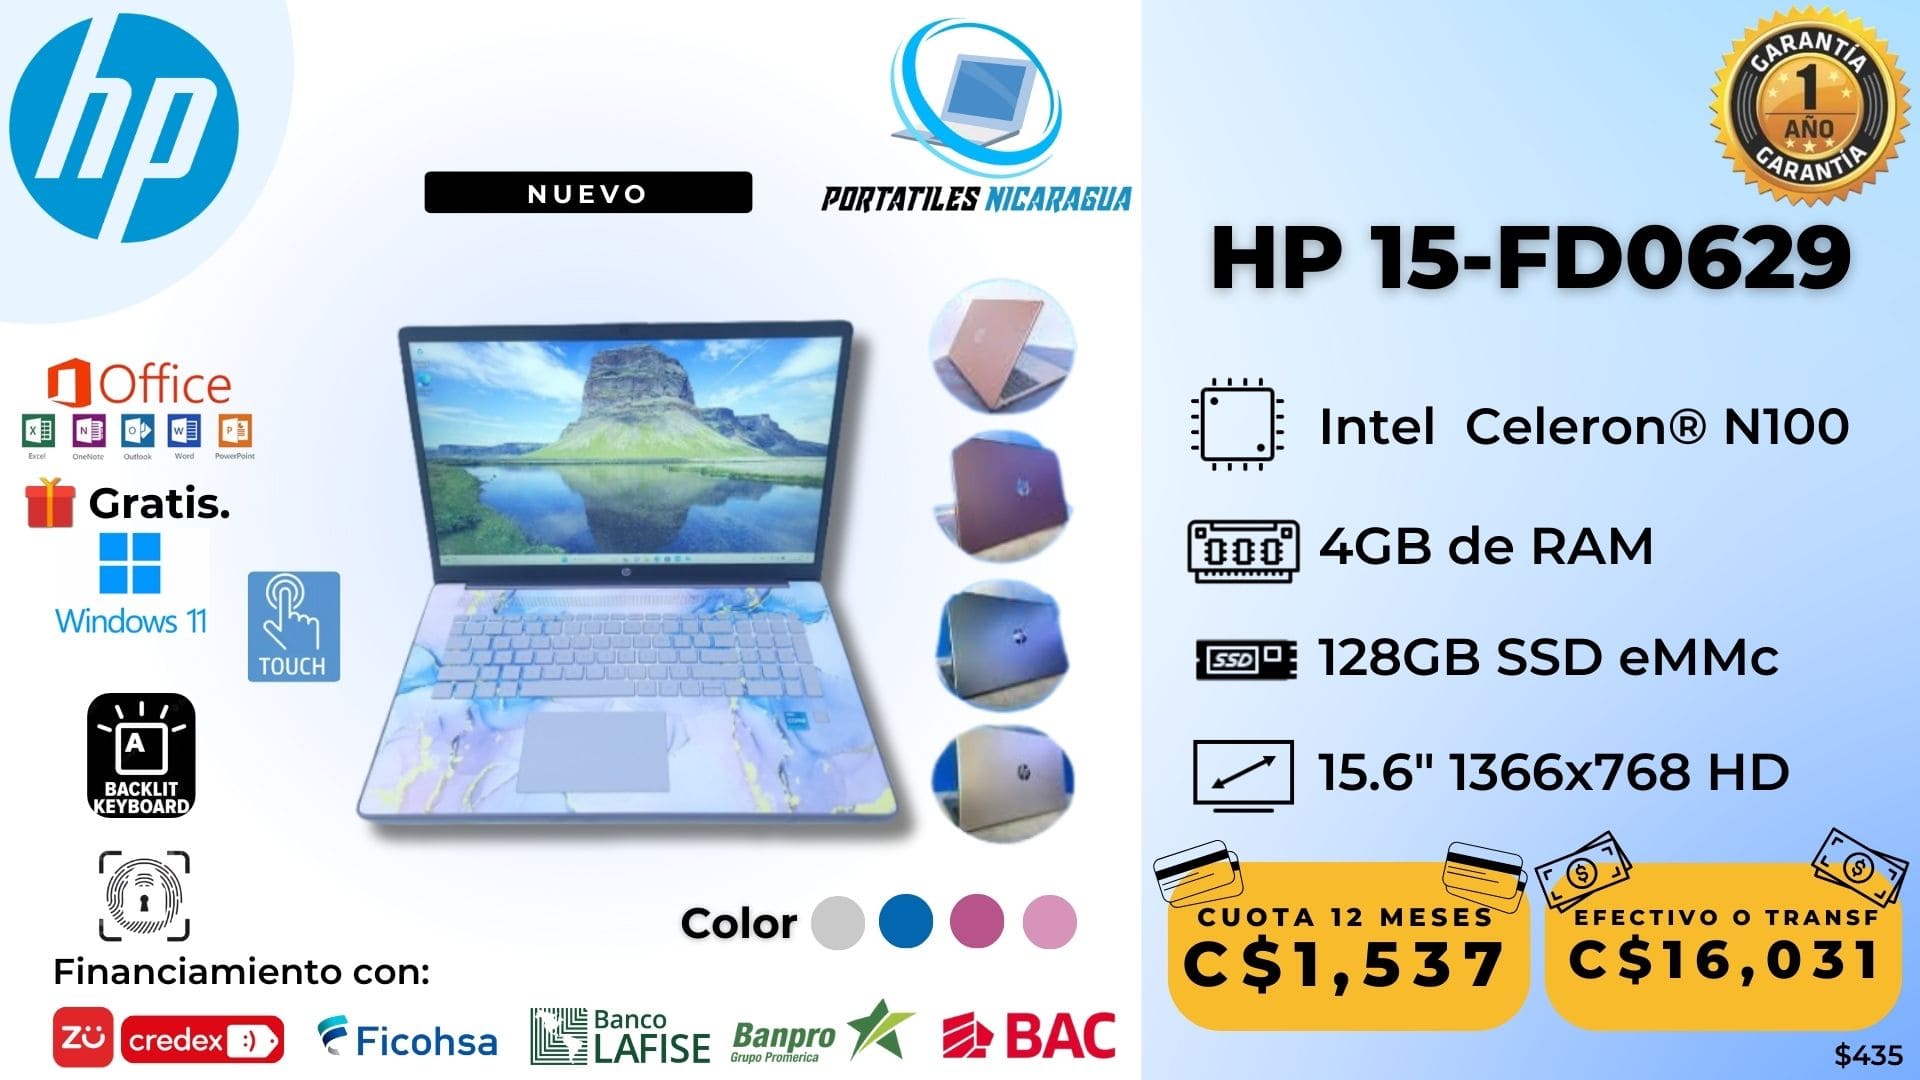 hp
NUEVO
PORTATILES NICARAGUA
Office
Excel OneNote Outlook Word PowerPoint
Gratis.
Windows 11
TOUCH
A
BACKLIT
KEYBOARD
Color
Financiamiento con:
ZU credex :) Ficohsa Banco LAFISE Banpro Grupo Promerica BAC
GARANTÍA
1
AÑO
GARANTÍA
HP 15-FD0629
Intel Celeron® N100
4GB de RAM
SSD 128GB SSD eMMc
15.6" 1366x768 HD
CUOTA 12 MESES
C$1,537
EFECTIVO O TRANSF
C$16,031
$435